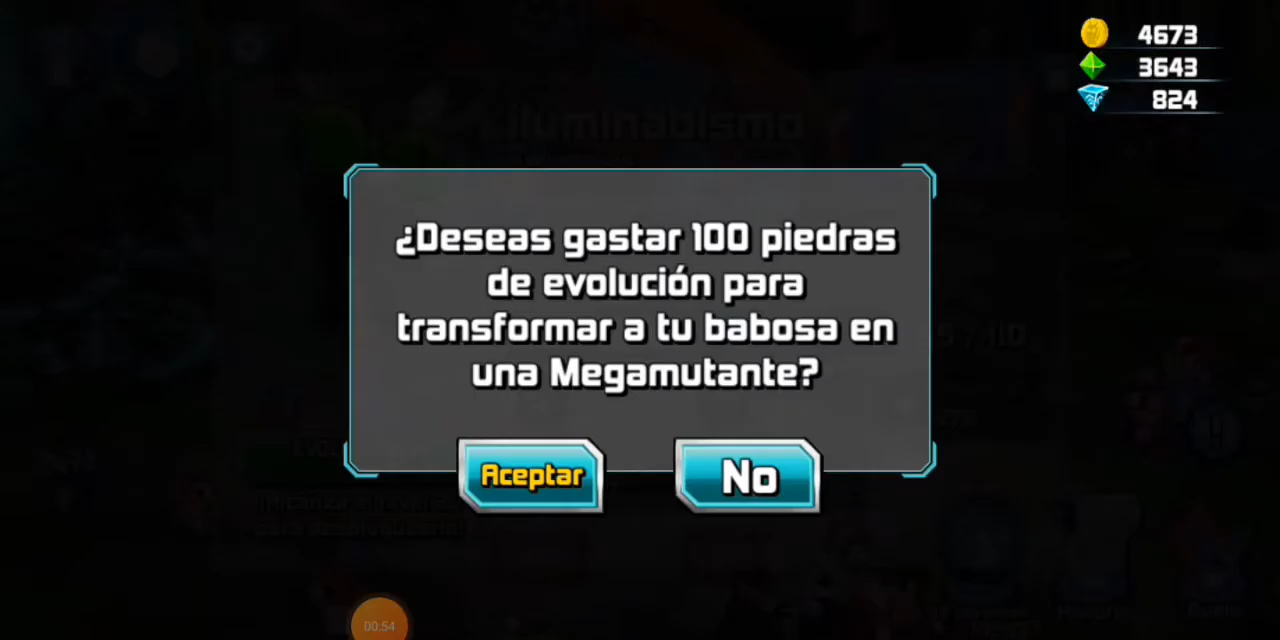 4673
3643
824
¿Deseas gastar 100 piedras
de evolución para
transformar a tu babosa en
una Megamutante?
Aceptar
No
00:54